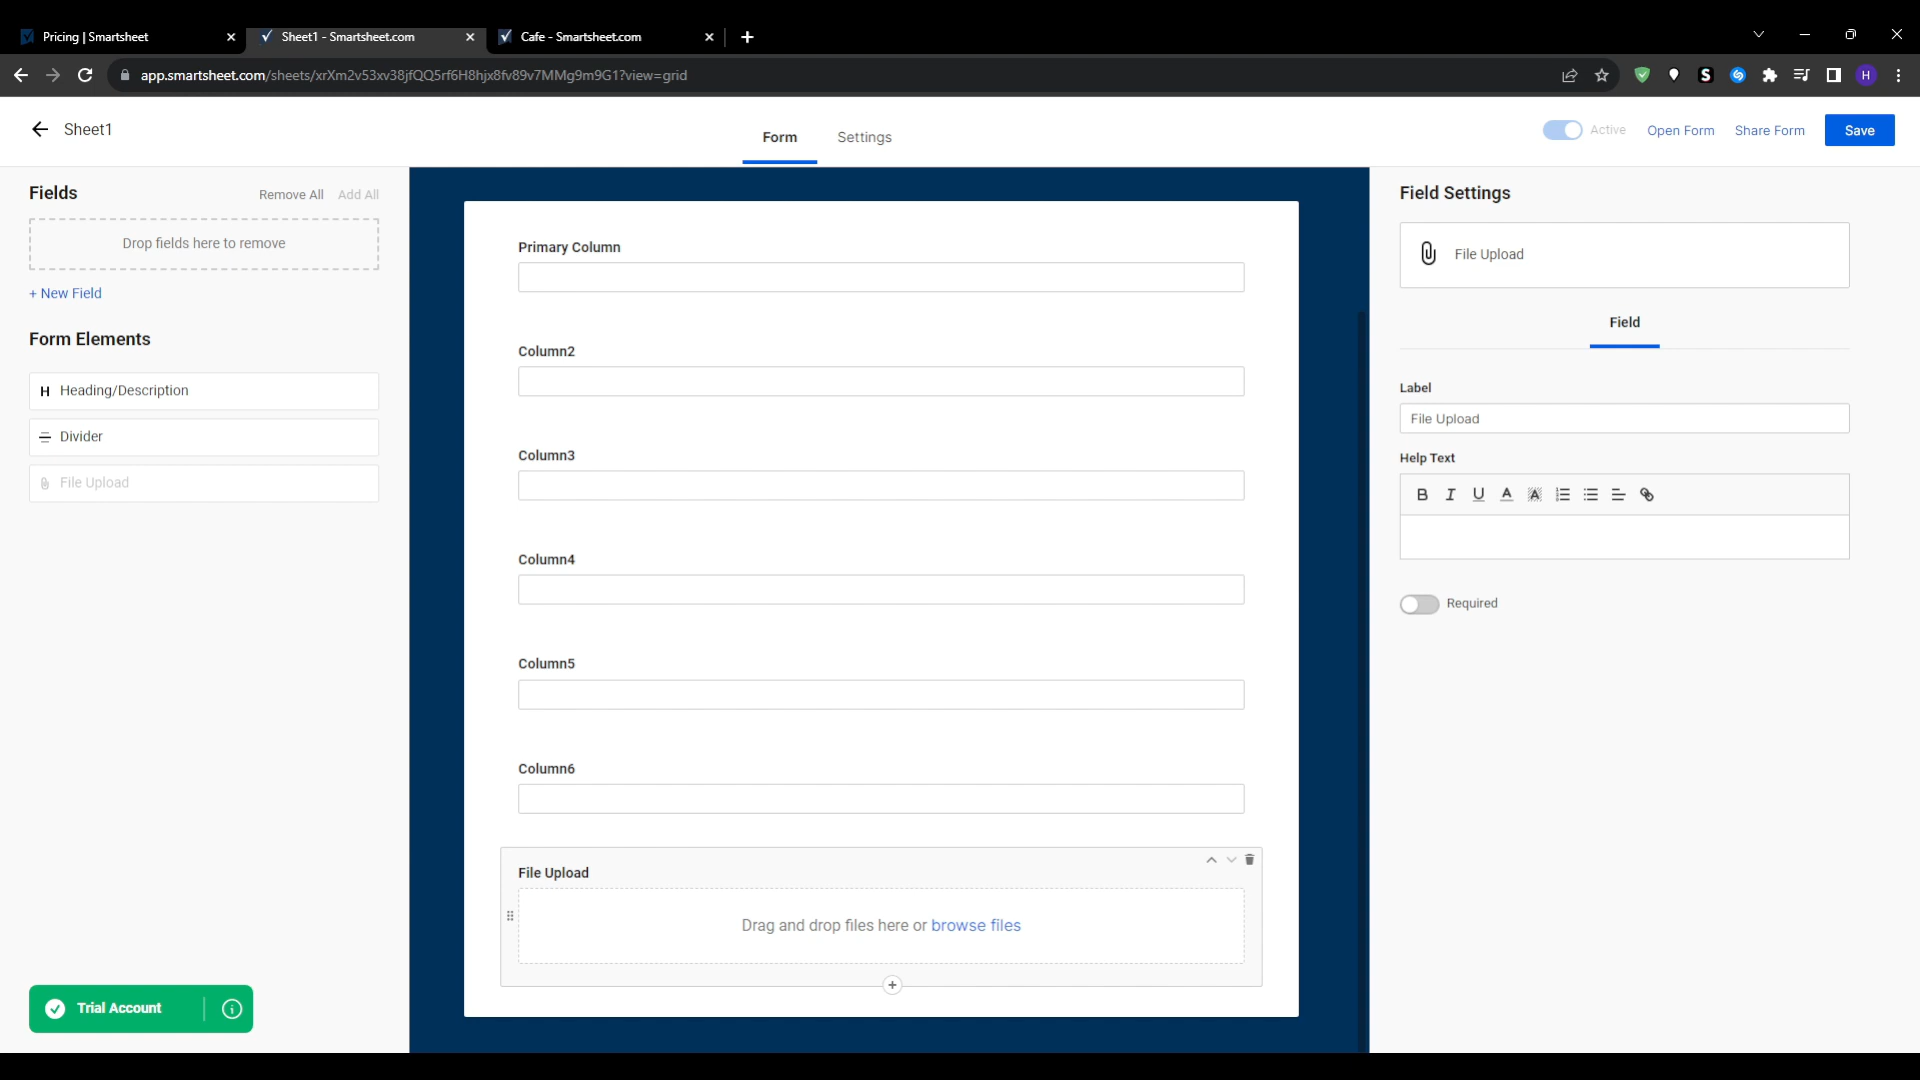 Pricing | Smartsheet
Sheet1 - Smartsheet.com
Cafe - Smartsheet.com
app.smartsheet.com/sheets/xrXm2v53xv38jfQQ5rf6H8hjx8fv89v7MMg9m9G1?view=grid
S
H
Sheet1
Form
Settings
Active
Open Form
Share Form
Save
Fields
Remove All
Add All
Drop fields here to remove
+ New Field
Form Elements
H Heading/Description
Divider
File Upload
Trial Account
Primary Column
Column2
Column3
Column4
Column5
Column6
File Upload
Drag and drop files here or browse files
Field Settings
File Upload
Field
Label
File Upload
Help Text
B I U A A
Required